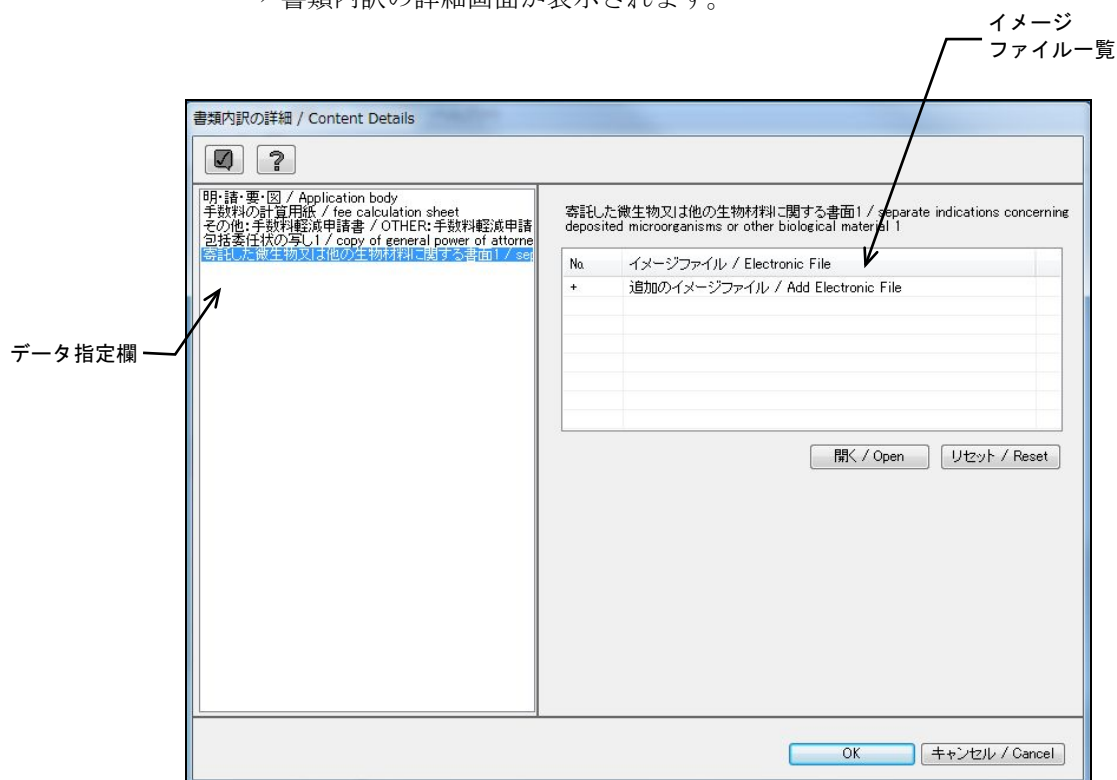 書類内訳の詳細画面が表示されます。
イメージ
ファイル一覧
書類内訳の詳細 / Content Details
?
明・請・要・図 / Application body
手数料の計算用紙 / fee calculation sheet
その他:手数料軽減申請書 / OTHER:手数料軽減申請
包括委任状の写し1 / copy of general power of attorne
寄託した微生物又は他の生物材料に関する書面1 / sep
寄託した微生物又は他の生物材料に関する書面1 / separate indications concerning
deposited microorganisms or other biological material 1
No. イメージファイル / Electronic File
+ 追加のイメージファイル / Add Electronic File
データ指定欄
開く / Open リセット / Reset
OK キャンセル / Cancel